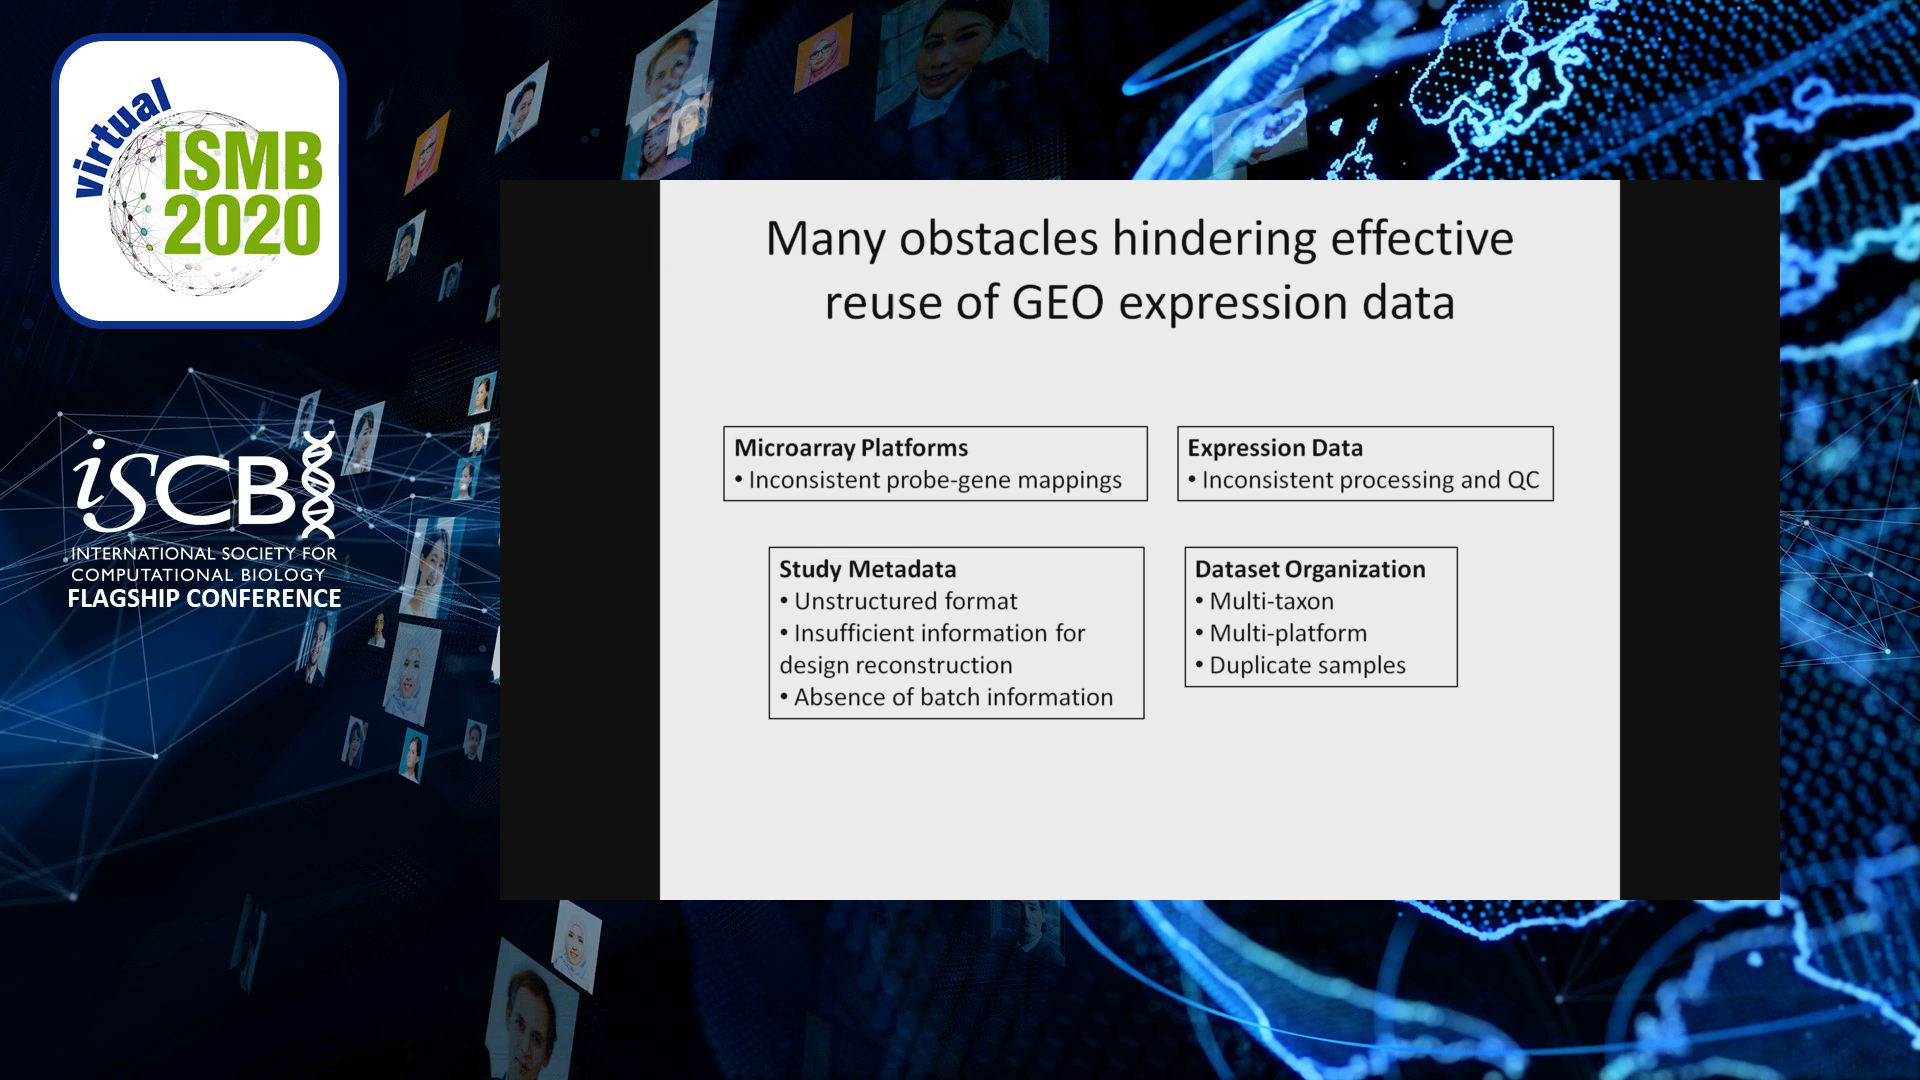 virtual
ISMB
2020
iSCB
INTERNATIONAL SOCIETY FOR
COMPUTATIONAL BIOLOGY
FLAGSHIP CONFERENCE
Many obstacles hindering effective
reuse of GEO expression data
Microarray Platforms
• Inconsistent probe-gene mappings
Expression Data
• Inconsistent processing and QC
Study Metadata
• Unstructured format
• Insufficient information for
design reconstruction
• Absence of batch information
Dataset Organization
• Multi-taxon
• Multi-platform
• Duplicate samples